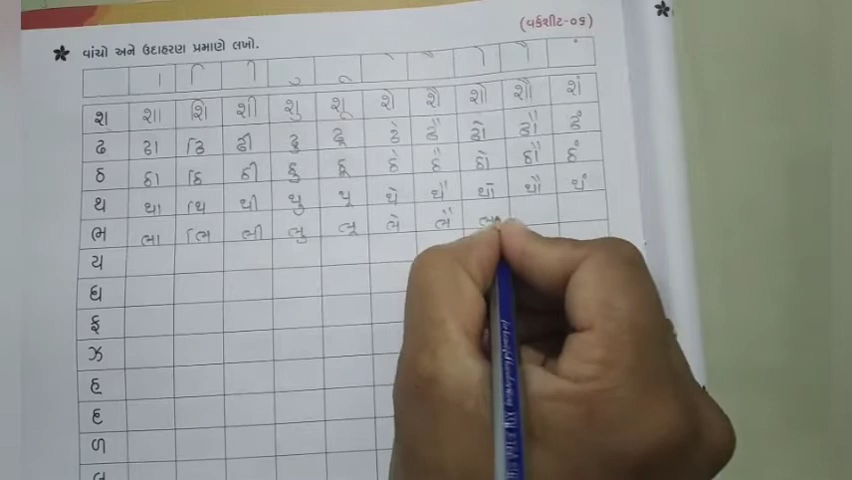 (વર્કશીટ-૦૬)
વાંચો અને ઉદાહરણ પ્રમાણે લખો.
ા િ ી ુ ૂ ે ૈ ો ૌ ં
શ શા શિ શી શુ શૂ શે શૈ શો શૌ શં
ઢ ઢા ઢિ ઢી ઢુ ઢૂ ઢે ઢૈ ઢો ઢૌ ઢં
ઠ ઠા ઠિ ઠી ઠુ ઠૂ ઠે ઠૈ ઠો ઠૌ ઠં
થ થા થિ થી થુ થૂ થે થૈ થો થૌ થં
ભ ભા ભિ ભી ભુ ભૂ ભે ભૈ ભ
ય
ધ
ફ
ઝ
હ
ળ